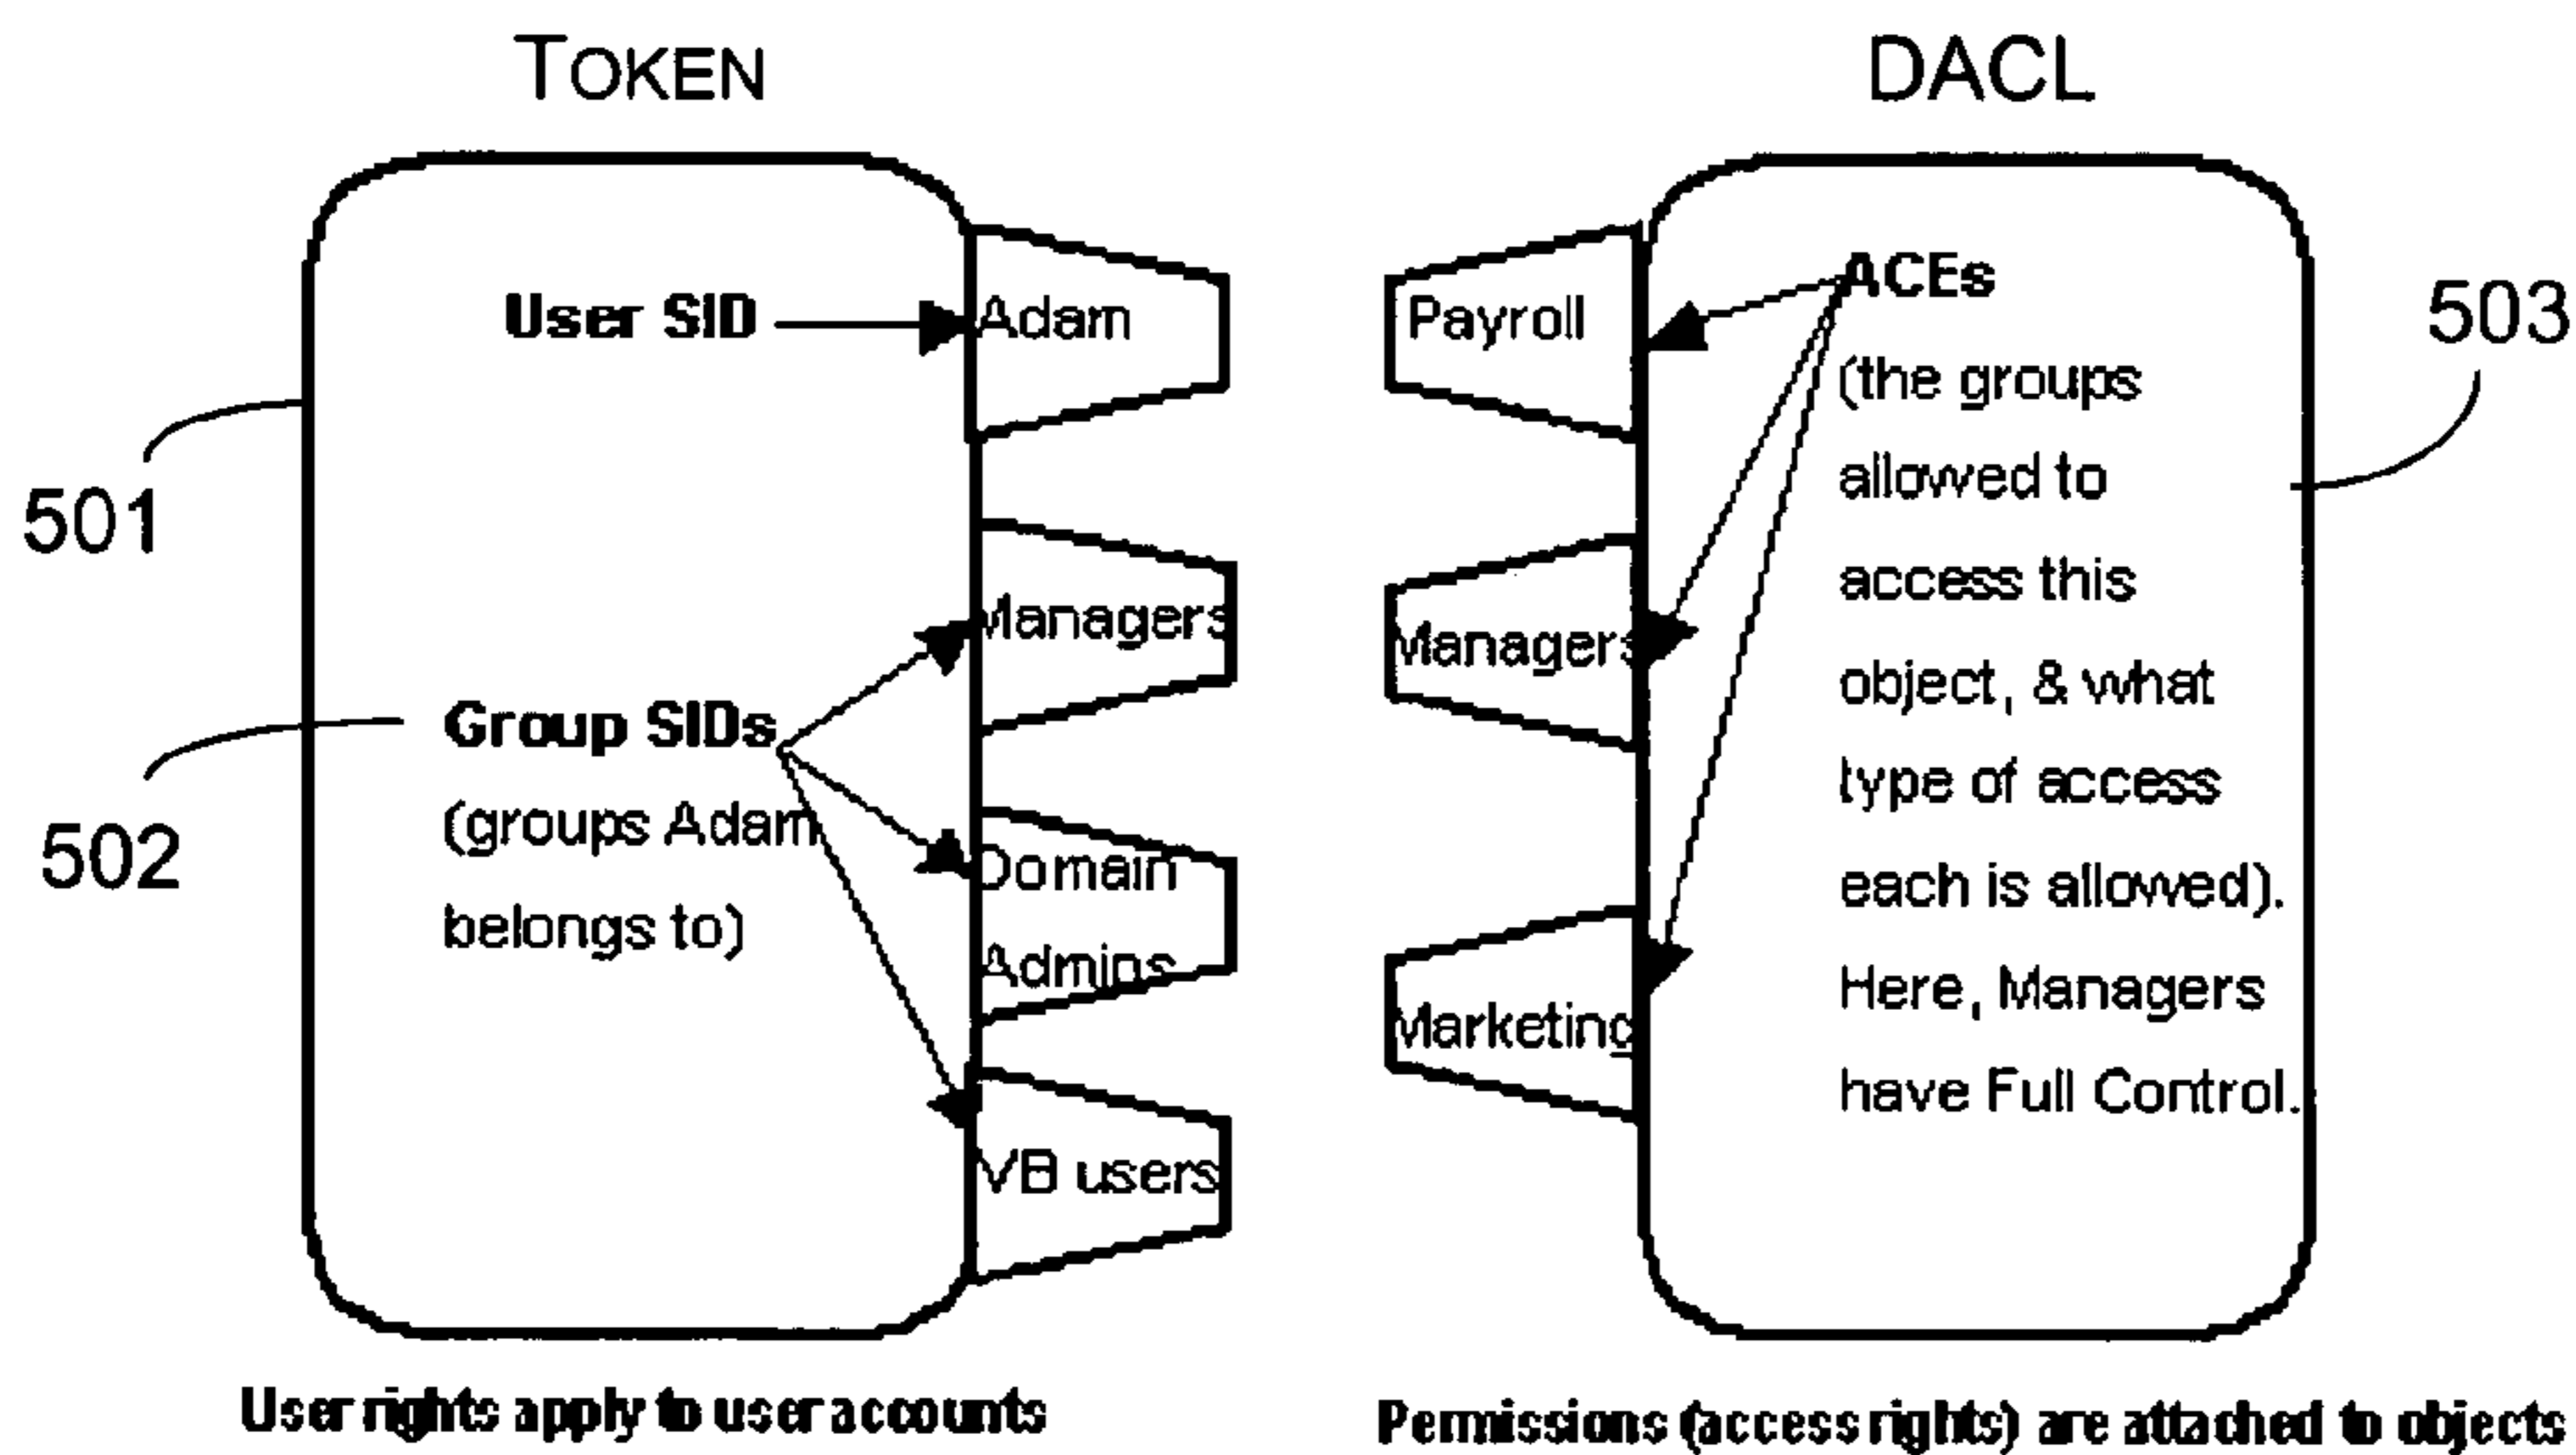 TOKEN
User SID
Adam
501
Managers
502
Group SIDs
(groups Adam
belongs to)
Domain
Admins
VB users
User rights apply to user accounts
DACL
Payroll
Managers
Marketing
ACEs
(the groups
allowed to
access this
object, & what
type of access
each is allowed).
Here, Managers
have Full Control.
503
Permissions (access rights) are attached to objects